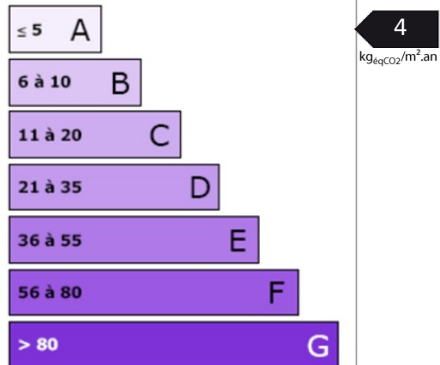 ≤ 5 A
4
kgéqCO2/m².an
6 à 10 B
11 à 20 C
21 à 35 D
36 à 55 E
56 à 80 F
> 80 G